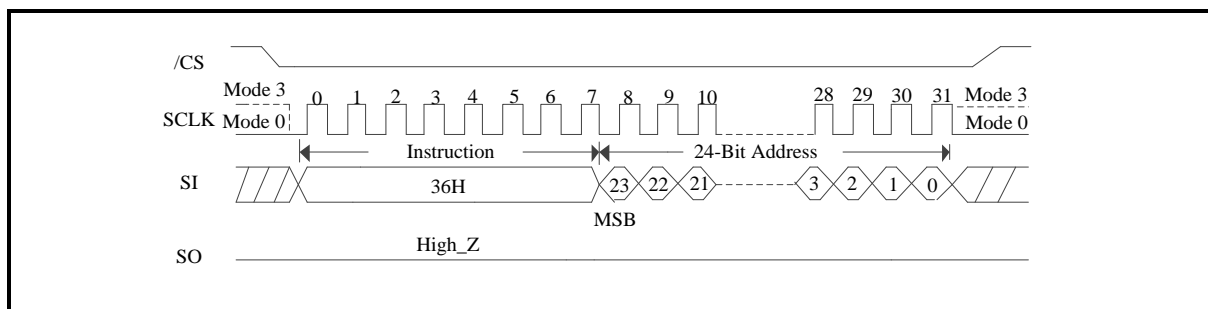 /CS
Mode 3
SCLK
Mode 0
0 1 2 3 4 5 6 7 8 9 10 28 29 30 31
Mode 3
Mode 0
Instruction
24-Bit Address
SI
36H
23 22 21 3 2 1 0
MSB
High_Z
SO